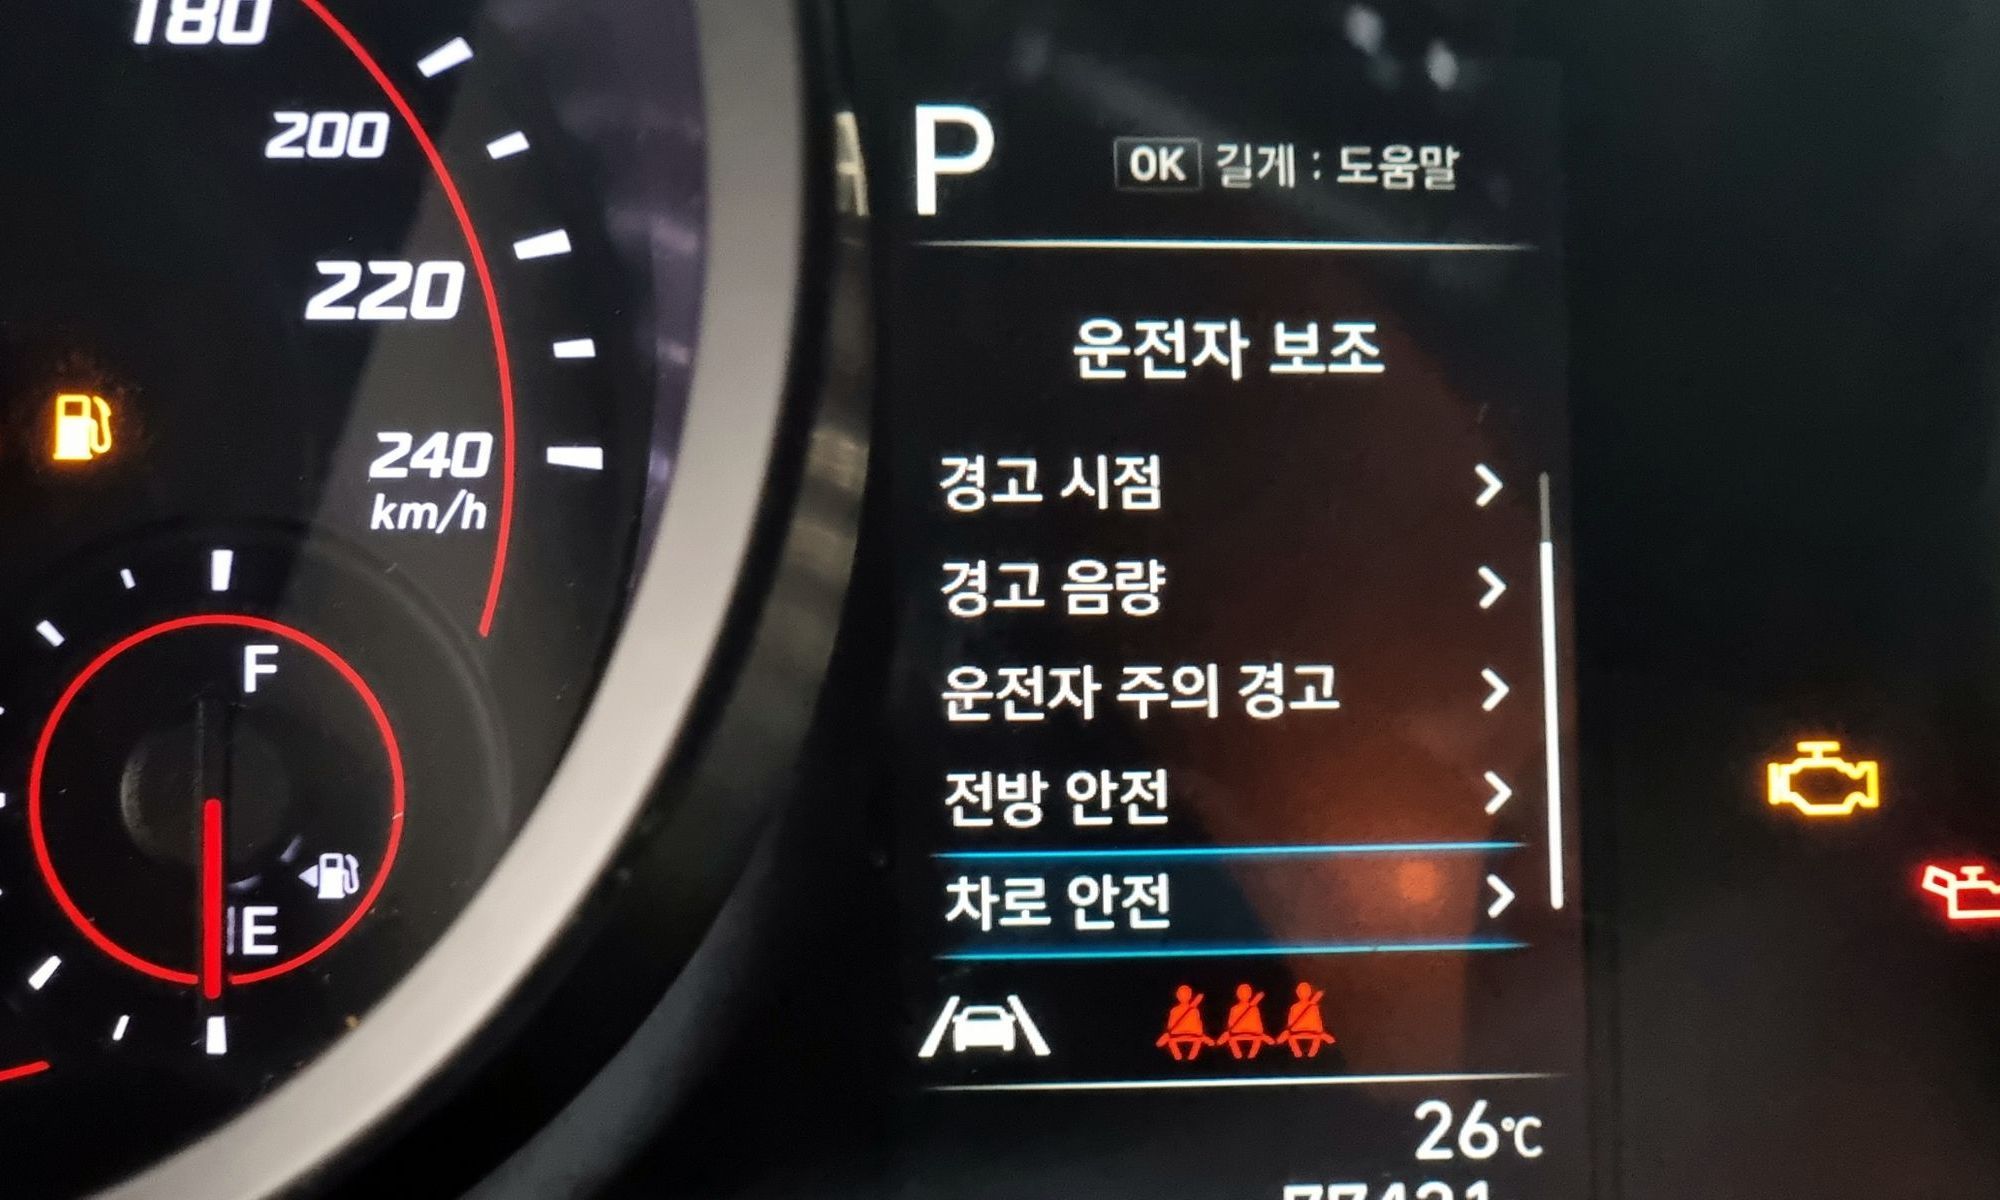 180
200
220
240
km/h
F
E
P
OK 길게 : 도움말
운전자 보조
경고 시점
경고 음량
운전자 주의 경고
전방 안전
차로 안전
26℃